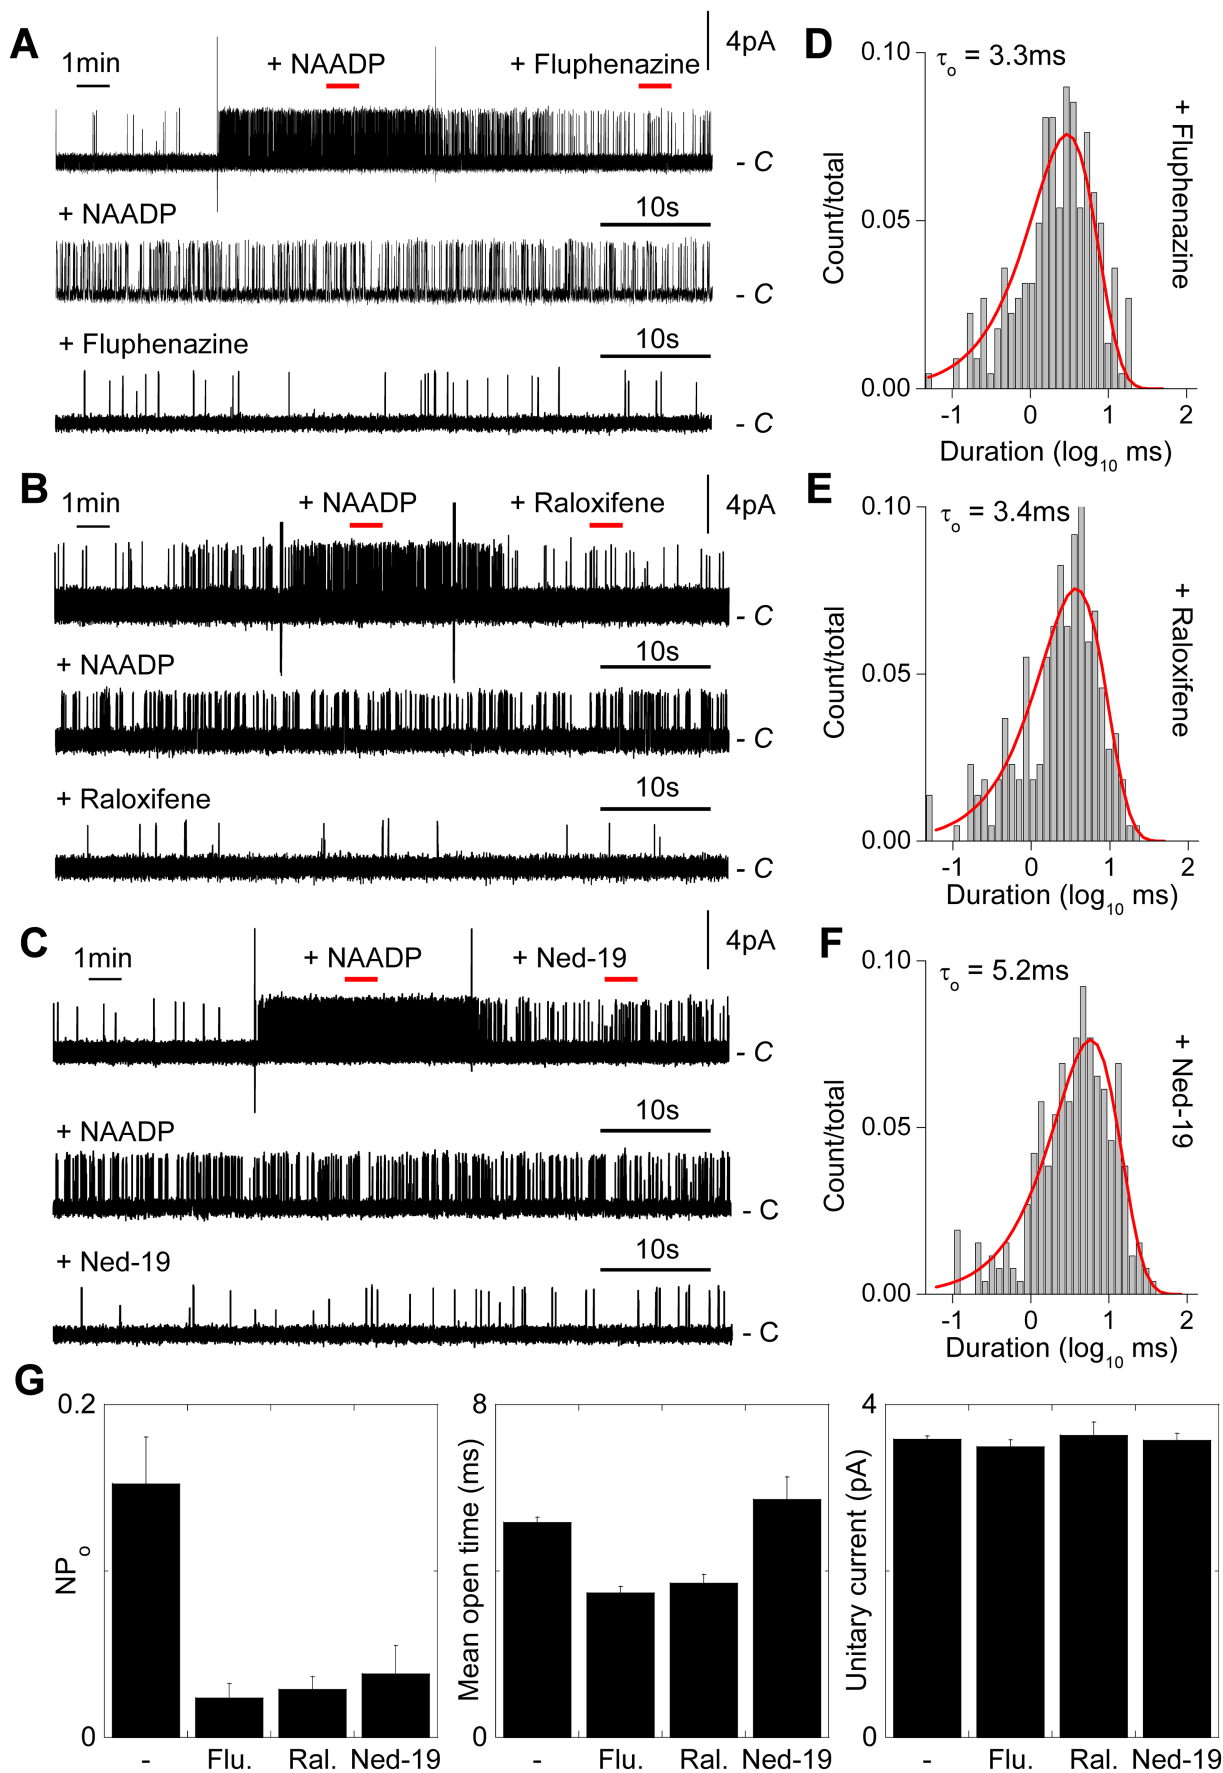 A
1min
+ NAADP
+ Fluphenazine
4pA
- C
+ NAADP
10s
- C
+ Fluphenazine
10s
- C
D
0.10
τo = 3.3ms
+ Fluphenazine
Count/total
0.05
0.00
-1 0 1 2
Duration (log10 ms)
B
1min
+ NAADP
+ Raloxifene
4pA
- C
+ NAADP
10s
- C
+ Raloxifene
10s
- C
E
0.10
τo = 3.4ms
+ Raloxifene
Count/total
0.05
0.00
-1 0 1 2
Duration (log10 ms)
C
1min
+ NAADP
+ Ned-19
4pA
- C
+ NAADP
10s
- C
+ Ned-19
10s
- C
F
0.10
τo = 5.2ms
+ Ned-19
Count/total
0.05
0.00
-1 0 1 2
Duration (log10 ms)
G
0.2
NPo
0
- Flu. Ral. Ned-19
8
Mean open time (ms)
0
- Flu. Ral. Ned-19
4
Unitary current (pA)
0
- Flu. Ral. Ned-19